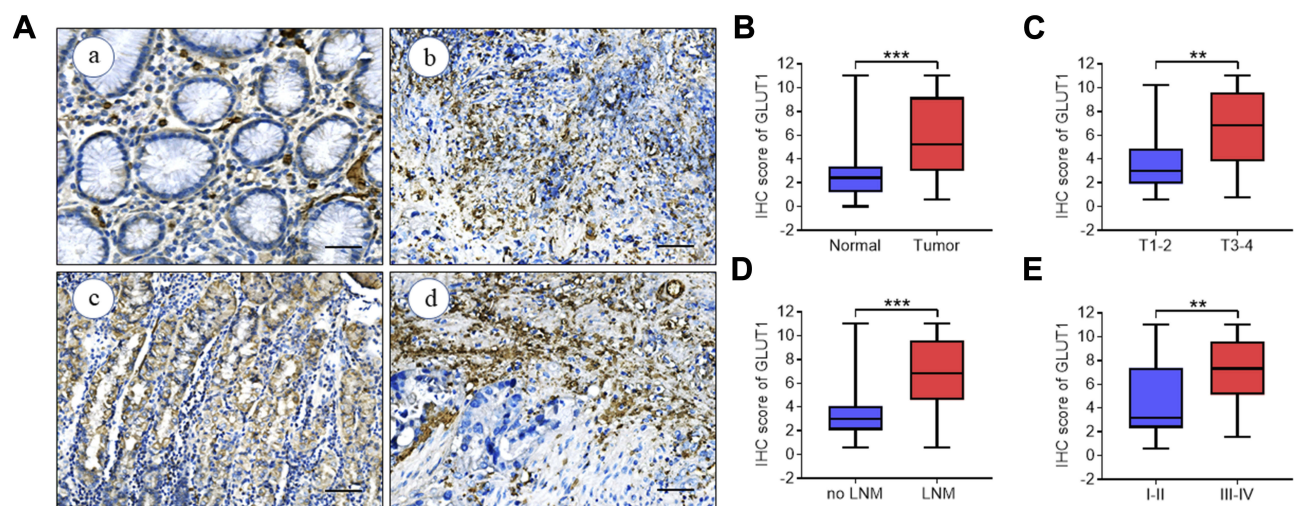 A
a
b
c
d
B
***
IHC score of GLUT1
12
10
8
6
4
2
0
-2
Normal Tumor
C
**
IHC score of GLUT1
12
10
8
6
4
2
0
-2
T1-2 T3-4
D
***
IHC score of GLUT1
12
10
8
6
4
2
0
-2
no LNM LNM
E
**
IHC score of GLUT1
12
10
8
6
4
2
0
-2
I-II III-IV